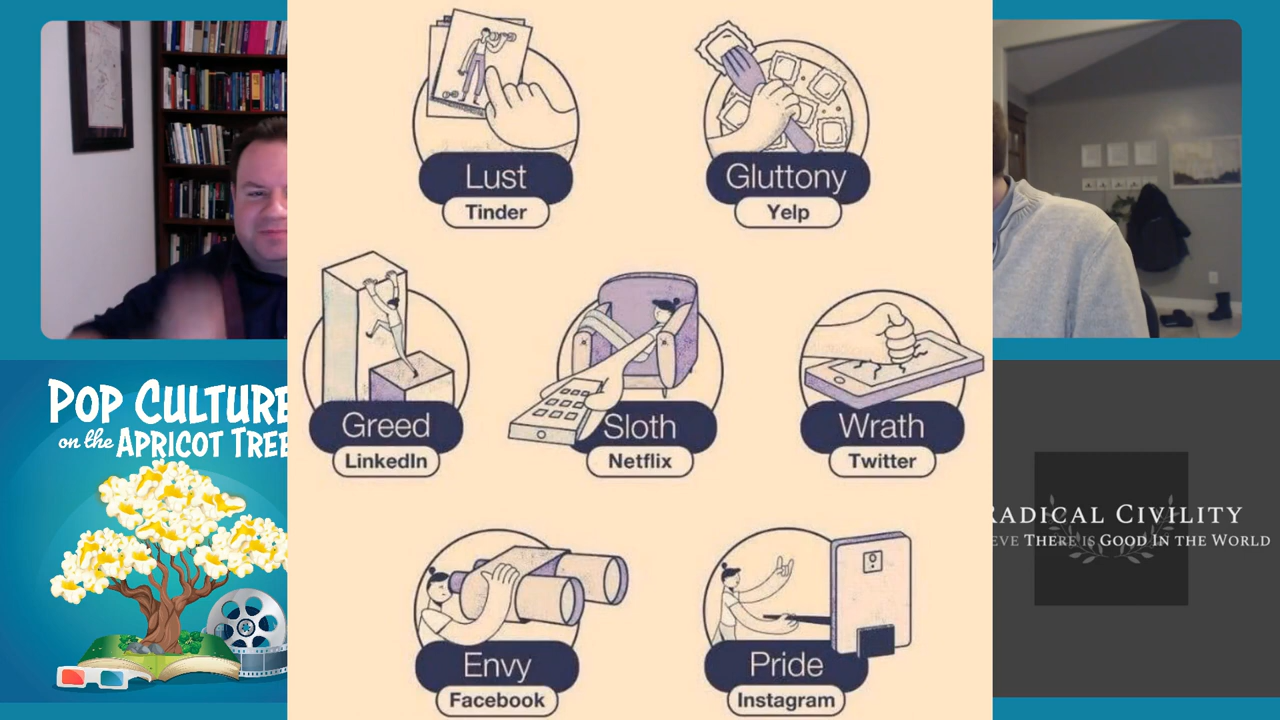 Lust
Tinder
Gluttony
Yelp
Greed
LinkedIn
Sloth
Netflix
Wrath
Twitter
Envy
Facebook
Pride
Instagram
POP CULTURE
on the APRICOT TREE
RADICAL CIVILITY
EVE THERE IS GOOD IN THE WORLD